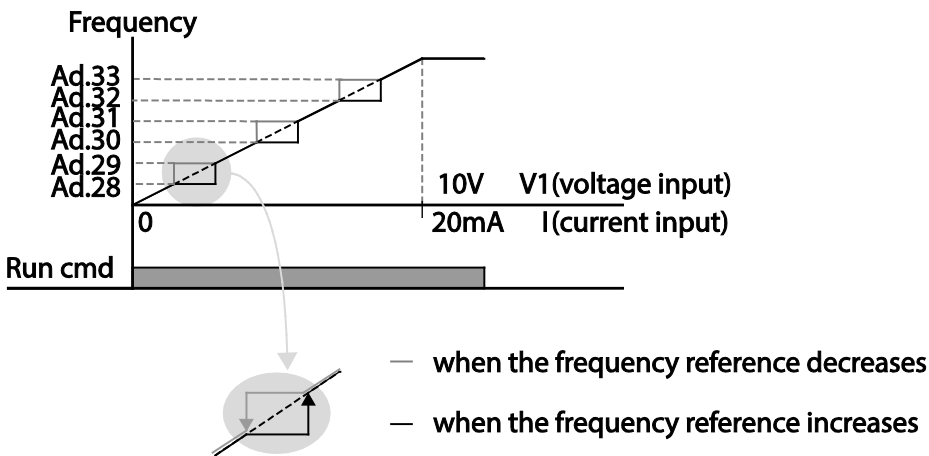 Frequency
Ad.33
Ad.32
Ad.31
Ad.30
Ad.29
Ad.28
10V V1(voltage input)
0 20mA I(current input)
Run cmd
when the frequency reference decreases
when the frequency reference increases